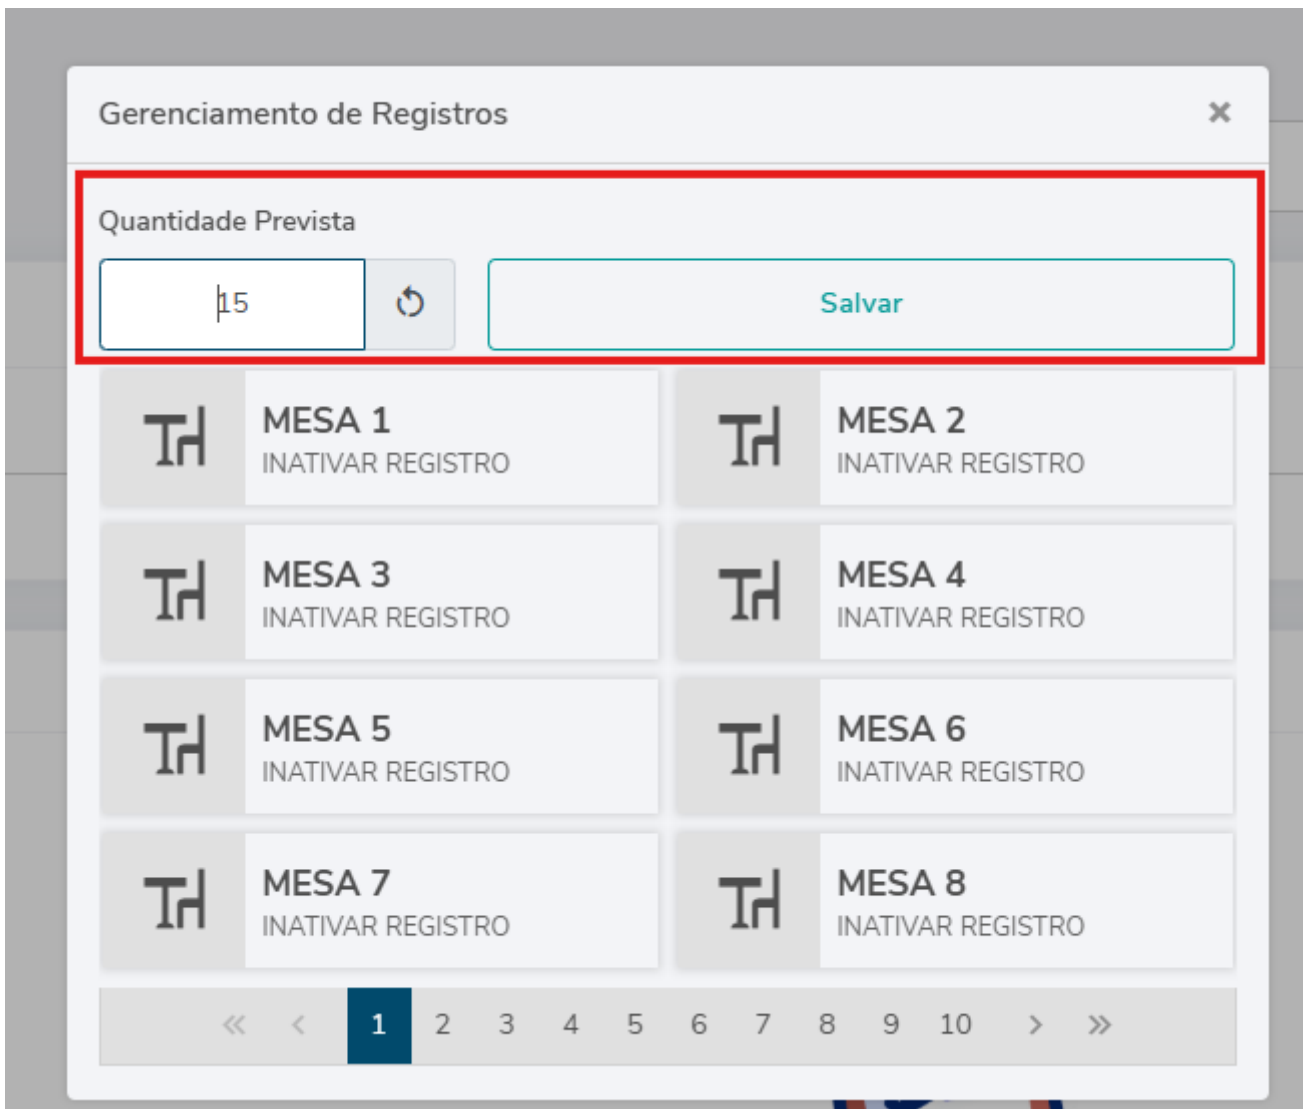 Gerenciamento de Registros ×
Quantidade Prevista
15 Salvar
MESA 1 MESA 2
INATIVAR REGISTRO INATIVAR REGISTRO
MESA 3 MESA 4
INATIVAR REGISTRO INATIVAR REGISTRO
MESA 5 MESA 6
INATIVAR REGISTRO INATIVAR REGISTRO
MESA 7 MESA 8
INATIVAR REGISTRO INATIVAR REGISTRO
« ‹ 1 2 3 4 5 6 7 8 9 10 › »